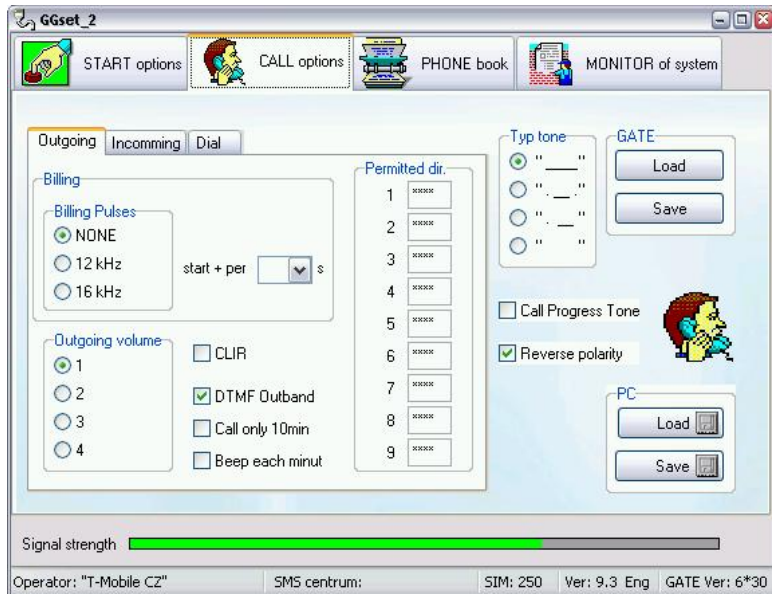 GGset_2
START options
CALL options
PHONE book
MONITOR of system
Outgoing
Incomming
Dial
Billing
Billing Pulses
NONE
12 kHz
16 kHz
start + per
s
Outgoing volume
1
2
3
4
CLIR
DTMF Outband
Call only 10min
Beep each minut
Permitted dir.
1 ****
2 ****
3 ****
4 ****
5 ****
6 ****
7 ****
8 ****
9 ****
Typ tone
"___"
". __"
". __ "
" "
Call Progress Tone
Reverse polarity
GATE
Load
Save
PC
Load
Save
Signal strength
Operator: "T-Mobile CZ"
SMS centrum:
SIM: 250
Ver: 9.3 Eng
GATE Ver: 6*30